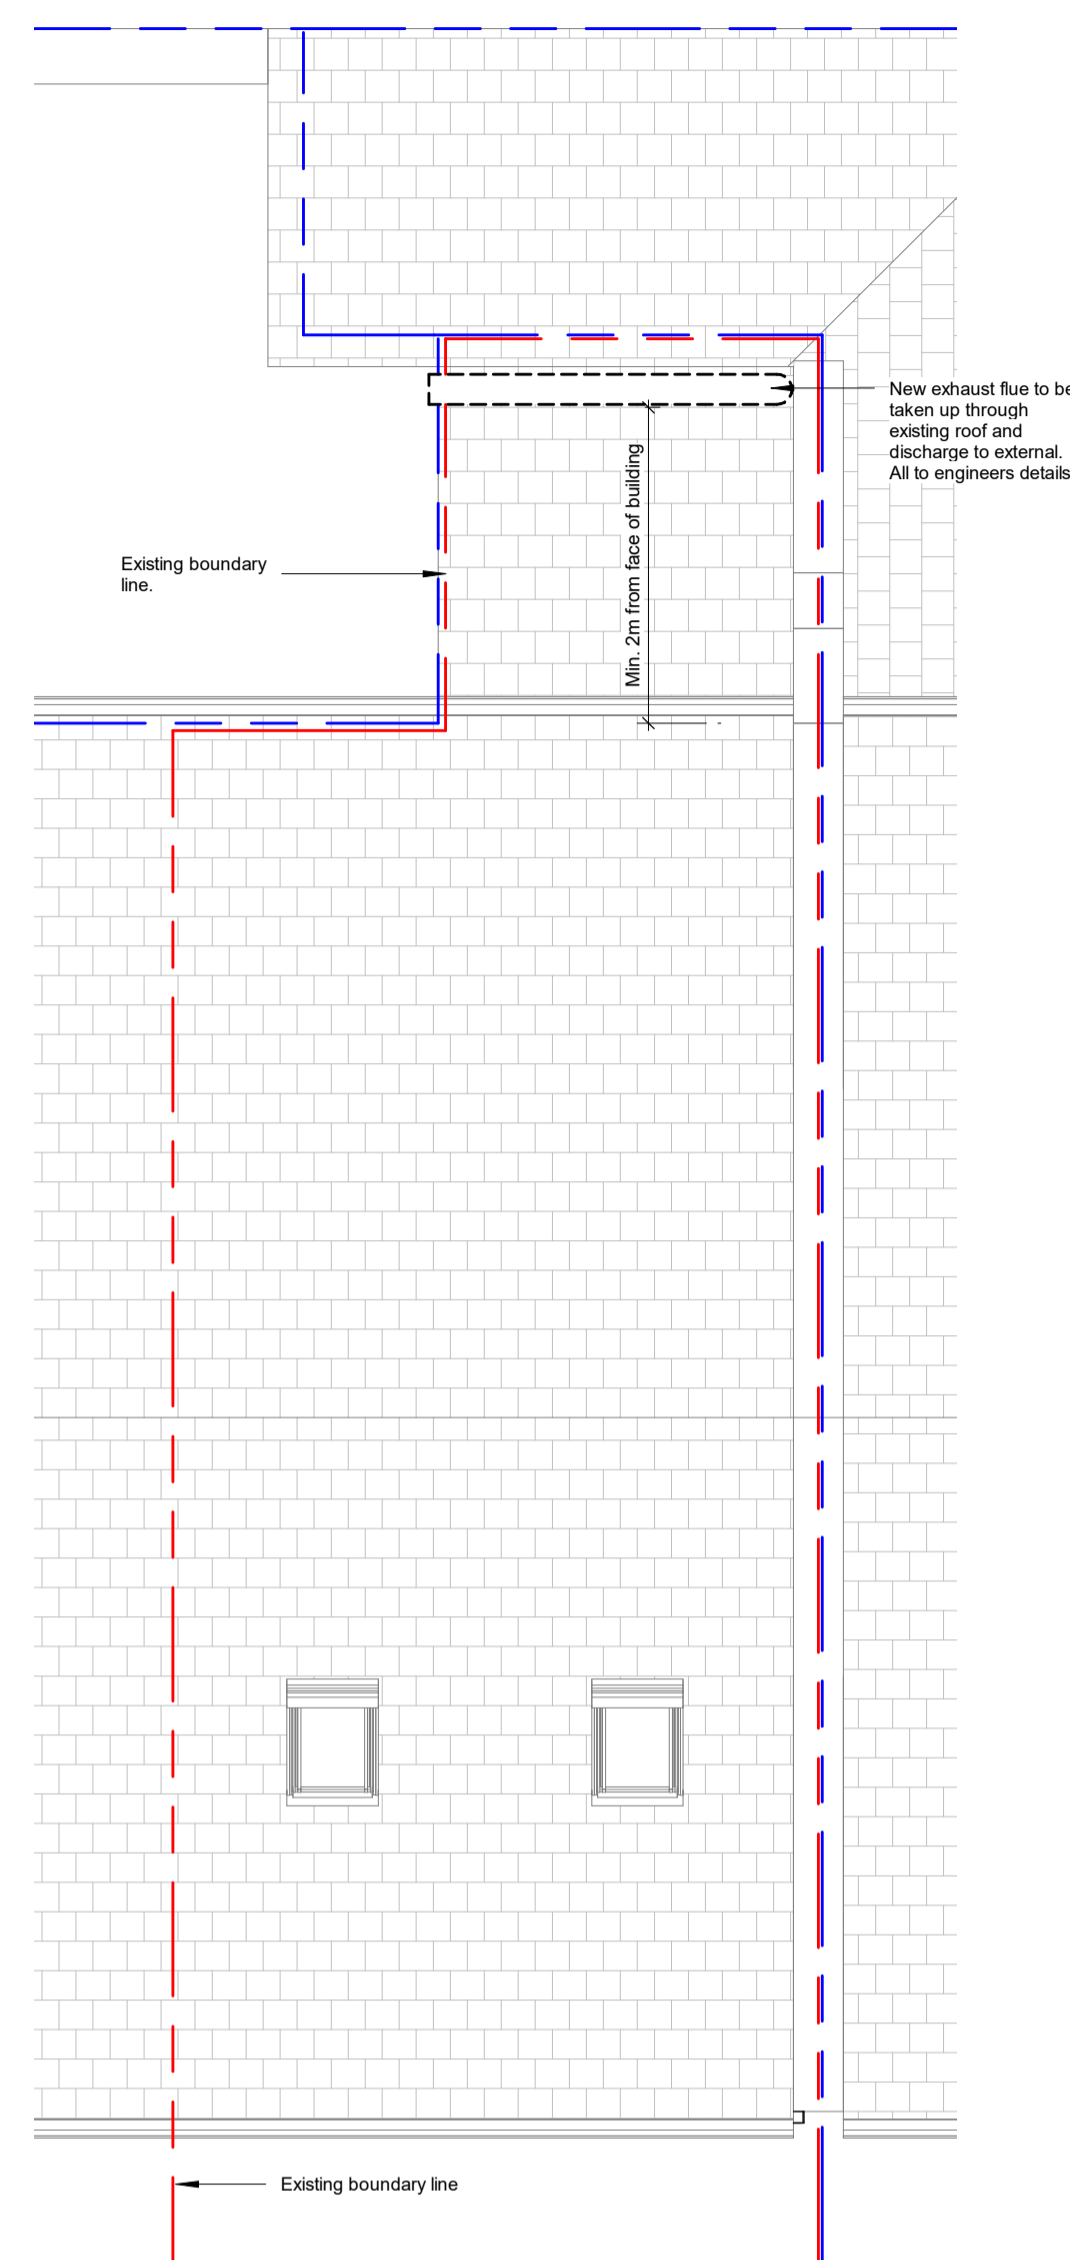 New exhaust flue to be
taken up through
existing roof and
discharge to external.
All to engineers details
Min. 2m from face of building
Existing boundary
line.
Existing boundary line